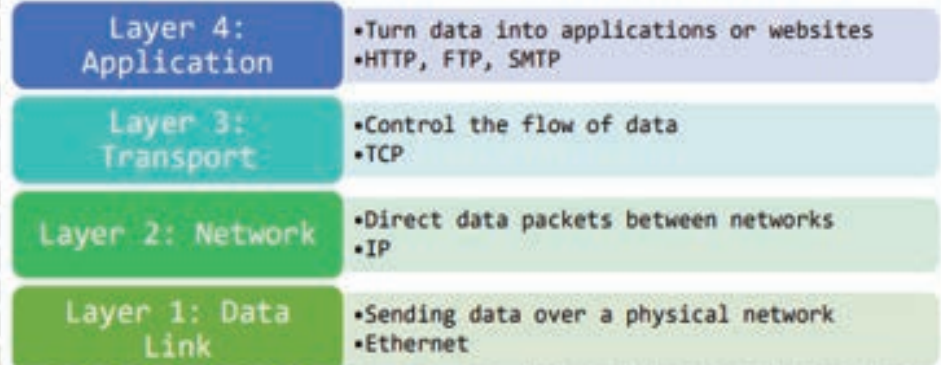 Layer 4:
Application
•Turn data into applications or websites
•HTTP, FTP, SMTP
Layer 3:
Transport
•Control the flow of data
•TCP
Layer 2: Network
•Direct data packets between networks
•IP
Layer 1: Data
Link
•Sending data over a physical network
•Ethernet